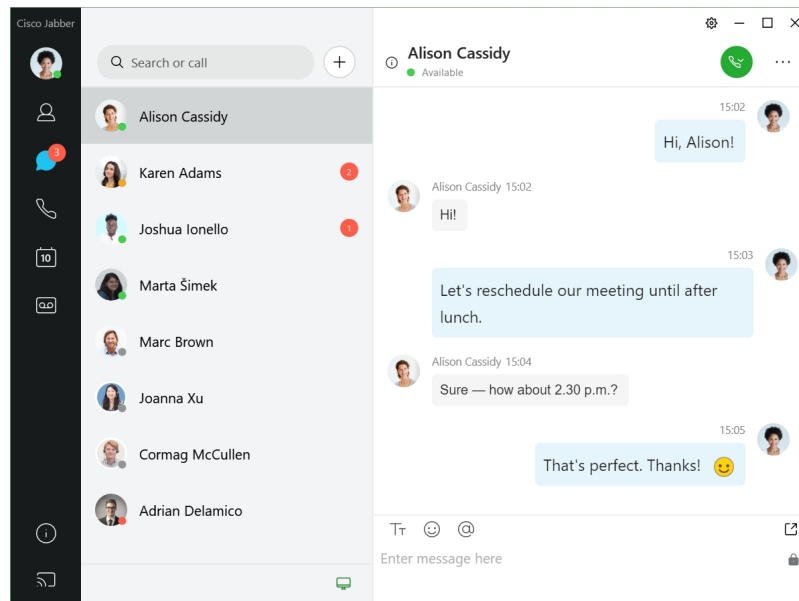 Cisco Jabber
Search or call
Alison Cassidy
Available
Alison Cassidy
Karen Adams
2
Joshua Ionello
1
Marta Šimek
Marc Brown
Joanna Xu
Cormag McCullen
Adrian Delamico
3
10
15:02
Hi, Alison!
Alison Cassidy 15:02
Hi!
15:03
Let's reschedule our meeting until after
lunch.
Alison Cassidy 15:04
Sure — how about 2.30 p.m.?
15:05
That's perfect. Thanks!
TT
Enter message here